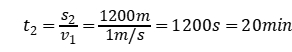 t₂ = s₂/v₁ = 1200m/1m/s = 1200s = 20min